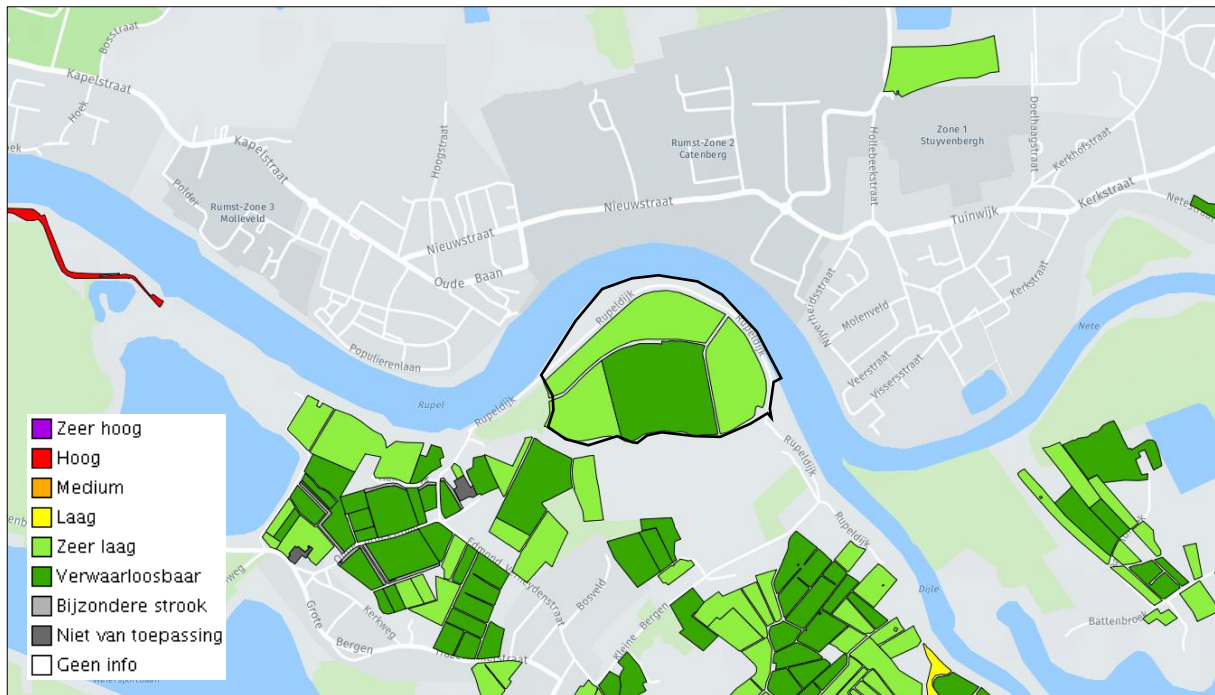 Bosstraat
Kapelstraat
Hoek
Kapelstraat
Polder
Rumst-Zone 3
Molleveld
Hoogstraat
Nieuwstraat
Oude Baan
Populierenlaan
Nieuwstraat
Rumst-Zone 2
Catenberg
Hollebeekstraat
Zone 1
Stuyvenbergh
Doelhaagstraat
Kerkhofstraat
Kerkstraat
Tuinwijk
Kerkstraat
Nijverheidsstraat
Molenveld
Veerstraat
Vissersstraat
Nete
Rupeldijk
Rupeldijk
Rupel
Rupeldijk
Rupeldijk
Rupeldijk
Dijle
Battenbroek
Bosveld
Kleine Bergen
Grote
Bergen
Kerkweg
Zeer hoog
Hoog
Medium
Laag
Zeer laag
Verwaarloosbaar
Bijzondere strook
Niet van toepassing
Geen info